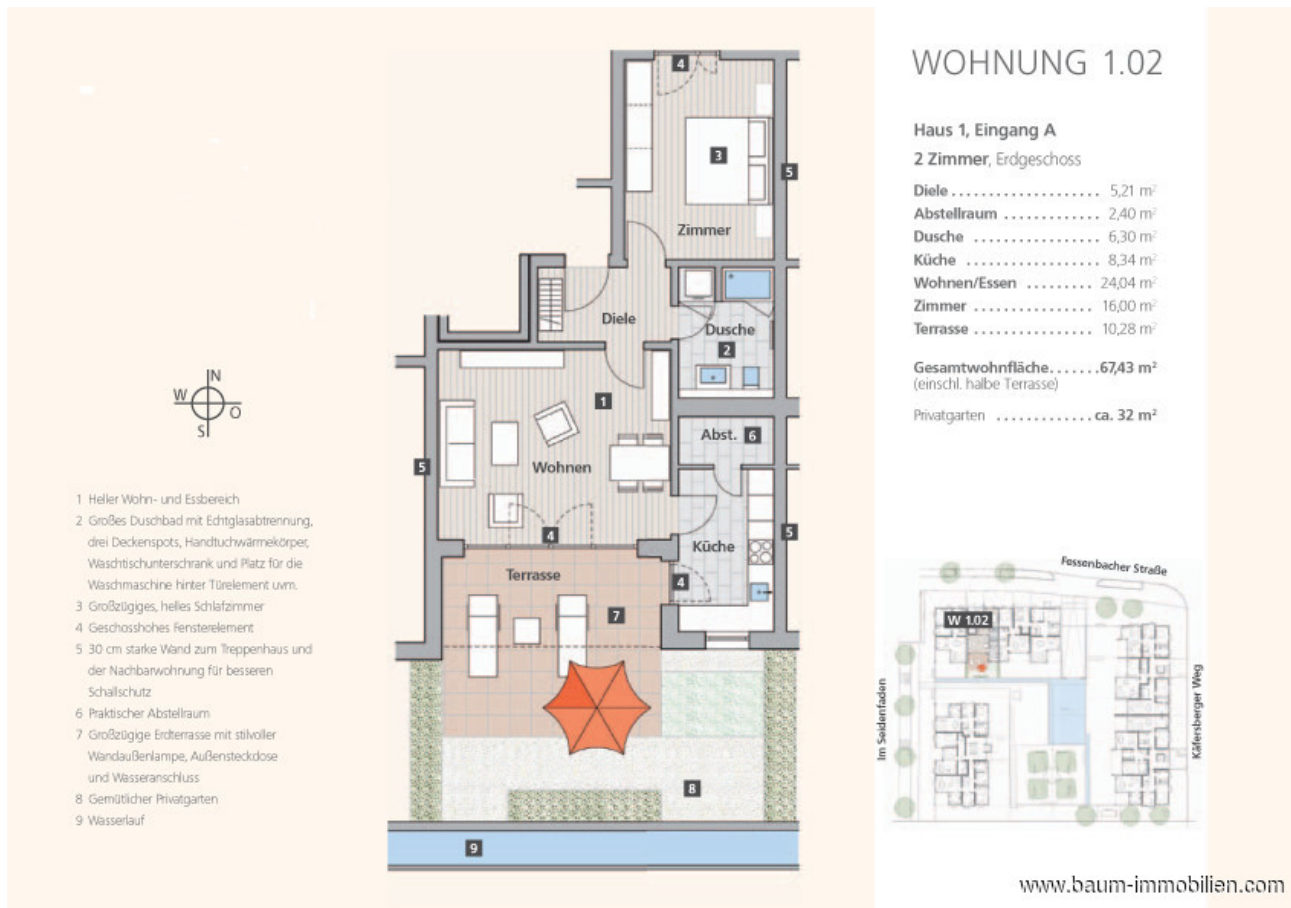 WOHNUNG 1.02
Haus 1, Eingang A
2 Zimmer, Erdgeschoss
Diele . . . . . . . . . . . . . . . . . . . . 5,21 m²
Abstellraum . . . . . . . . . . . . . 2,40 m²
Dusche . . . . . . . . . . . . . . . . . 6,30 m²
Küche . . . . . . . . . . . . . . . . . . 8,34 m²
Wohnen/Essen . . . . . . . . . 24,04 m²
Zimmer . . . . . . . . . . . . . . . . 16,00 m²
Terrasse . . . . . . . . . . . . . . . 10,28 m²
Gesamtwohnfläche. . . . . . .67,43 m²
(einschl. halbe Terrasse)
Privatgarten . . . . . . . . . . . . . ca. 32 m²
4
3
5
Zimmer
Diele
Dusche
2
1
Abst. 6
5
Wohnen
4
Küche
5
4
Terrasse
7
8
9
N
W
O
S
1 Heller Wohn- und Essbereich
2 Großes Duschbad mit Echtglasabtrennung,
drei Deckenspots, Handtuchwärmekörper,
Waschtischunterschrank und Platz für die
Waschmaschine hinter Türelement uvm.
3 Großzügiges, helles Schlafzimmer
4 Geschosshohes Fensterelement
5 30 cm starke Wand zum Treppenhaus und
der Nachbarwohnung für besseren
Schallschutz
6 Praktischer Abstellraum
7 Großzügige Erdterrasse mit stilvoller
Wandaußenlampe, Außensteckdose
und Wasseranschluss
8 Gemütlicher Privatgarten
9 Wasserlauf
Fessenbacher Straße
W 1.02
Im Seidenfaden
Käfersberger Weg
www.baum-immobilien.com